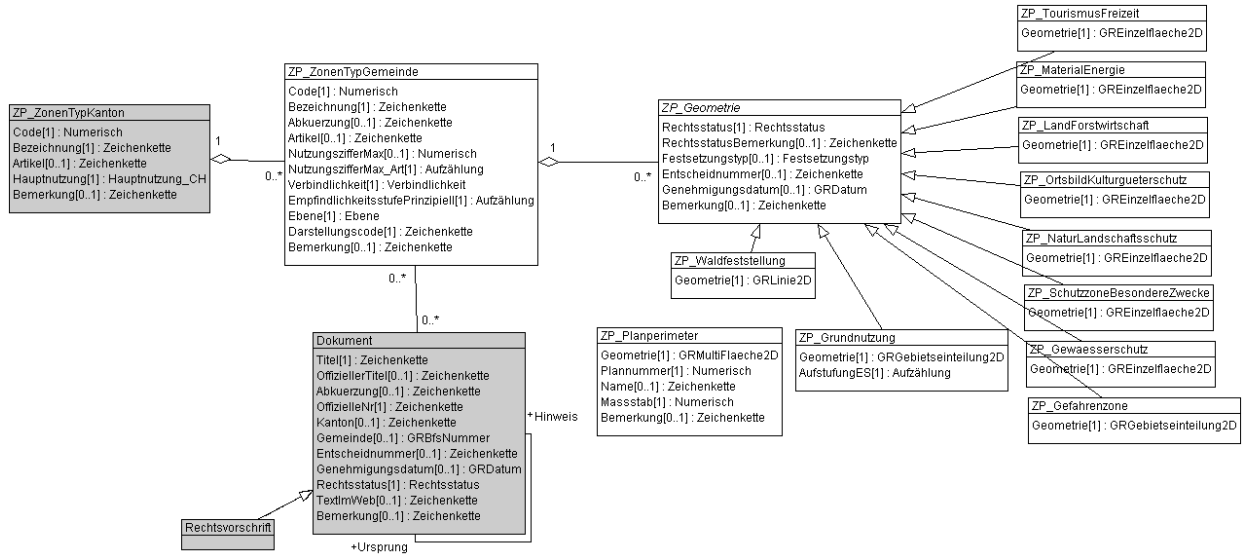 ZP_ZonenTypKanton
Code[1] : Numerisch
Bezeichnung[1] : Zeichenkette
Artikel[0..1] : Zeichenkette
Hauptnutzung[1] : Hauptnutzung_CH
Bemerkung[0..1] : Zeichenkette
1
0..*
ZP_ZonenTypGemeinde
Code[1] : Numerisch
Bezeichnung[1] : Zeichenkette
Abkuerzung[0..1] : Zeichenkette
Artikel[0..1] : Zeichenkette
NutzungszifferMax[0..1] : Numerisch
NutzungszifferMax_Art[1] : Aufzählung
Verbindlichkeit[1] : Verbindlichkeit
EmpfindlichkeitsstufePrinzipiell[1] : Aufzählung
Ebene[1] : Ebene
Darstellungscode[1] : Zeichenkette
Bemerkung[0..1] : Zeichenkette
1
0..*
0..*
0..*
ZP_Geometrie
Rechtsstatus[1] : Rechtsstatus
RechtsstatusBemerkung[0..1] : Zeichenkette
Festsetzungstyp[0..1] : Festsetzungstyp
Entscheidnummer[0..1] : Zeichenkette
Genehmigungsdatum[0..1] : GRDatum
Bemerkung[0..1] : Zeichenkette
ZP_TourismusFreizeit
Geometrie[1] : GREinzelflaeche2D
ZP_MaterialEnergie
Geometrie[1] : GREinzelflaeche2D
ZP_LandForstwirtschaft
Geometrie[1] : GREinzelflaeche2D
ZP_OrtsbildKulturgueterschutz
Geometrie[1] : GREinzelflaeche2D
ZP_NaturLandschaftsschutz
Geometrie[1] : GREinzelflaeche2D
ZP_SchutzzoneBesondereZwecke
Geometrie[1] : GREinzelflaeche2D
ZP_Gewaesserschutz
Geometrie[1] : GREinzelflaeche2D
ZP_Gefahrenzone
Geometrie[1] : GRGebietseinteilung2D
ZP_Waldfeststellung
Geometrie[1] : GRLinie2D
ZP_Planperimeter
Geometrie[1] : GRMultiFlaeche2D
Plannummer[1] : Numerisch
Name[0..1] : Zeichenkette
Massstab[1] : Numerisch
Bemerkung[0..1] : Zeichenkette
ZP_Grundnutzung
Geometrie[1] : GRGebietseinteilung2D
AufstufungES[1] : Aufzählung
Dokument
Titel[1] : Zeichenkette
OffiziellerTitel[0..1] : Zeichenkette
Abkuerzung[0..1] : Zeichenkette
OffizielleNr[1] : Zeichenkette
Kanton[0..1] : Zeichenkette
Gemeinde[0..1] : GRBfsNummer
Entscheidnummer[0..1] : Zeichenkette
Genehmigungsdatum[0..1] : GRDatum
Rechtsstatus[1] : Rechtsstatus
TextImWeb[0..1] : Zeichenkette
Bemerkung[0..1] : Zeichenkette
+Hinweis
+Ursprung
Rechtsvorschrift